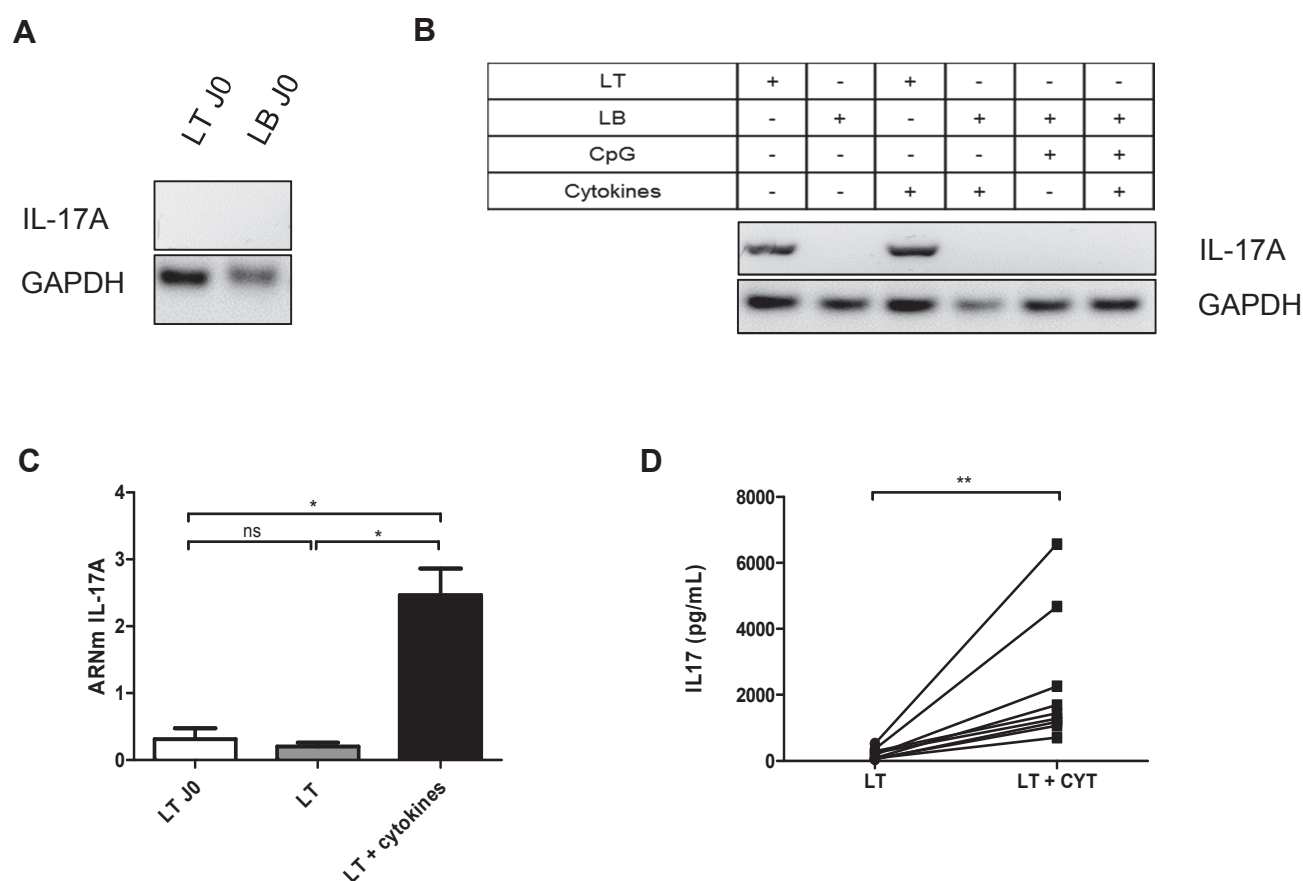 A
LT J0
LB J0
IL-17A
GAPDH
B
LT + - + - - -
LB - + - + + +
CpG - - - - + +
Cytokines - - + + - +
IL-17A
GAPDH
C
ARNm IL-17A
4
3
2
1
0
*
ns
*
LT J0
LT
LT + cytokines
D
IL17 (pg/mL)
8000
6000
4000
2000
0
**
LT
LT + CYT